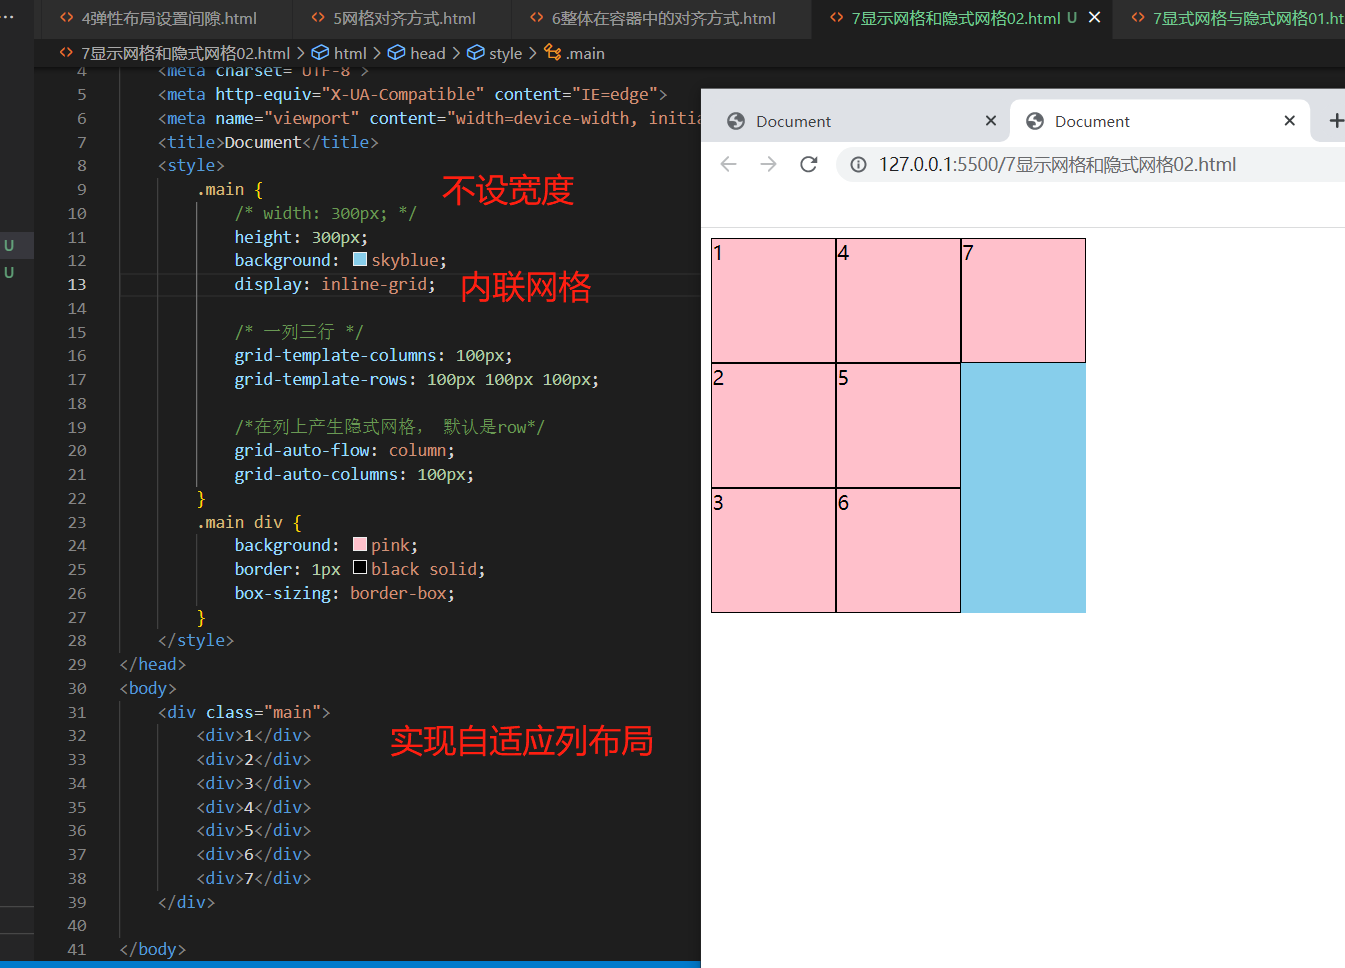 4弹性布局设置间隙.html
5网格对齐方式.html
6整体在容器中的对齐方式.html
7显示网格和隐式网格02.html U
7显式网格与隐式网格01.ht
7显示网格和隐式网格02.html > html > head > style > .main
4 <meta charset="UTF-8">
5 <meta http-equiv="X-UA-Compatible" content="IE=edge">
6 <meta name="viewport" content="width=device-width, initia
7 <title>Document</title>
8 <style>
9 .main {
不设宽度
10 /* width: 300px; */
11 height: 300px;
12 background: skyblue;
13 display: inline-grid;
内联网格
14
15 /* 一列三行 */
16 grid-template-columns: 100px;
17 grid-template-rows: 100px 100px 100px;
18
19 /*在列上产生隐式网格， 默认是row*/
20 grid-auto-flow: column;
21 grid-auto-columns: 100px;
22 }
23 .main div {
24 background: pink;
25 border: 1px black solid;
26 box-sizing: border-box;
27 }
28 </style>
29 </head>
30 <body>
31 <div class="main">
32 <div>1</div>
实现自适应列布局
33 <div>2</div>
34 <div>3</div>
35 <div>4</div>
36 <div>5</div>
37 <div>6</div>
38 <div>7</div>
39 </div>
40
41 </body>
U
U
Document
Document
127.0.0.1:5500/7显示网格和隐式网格02.html
1 4 7
2 5
3 6